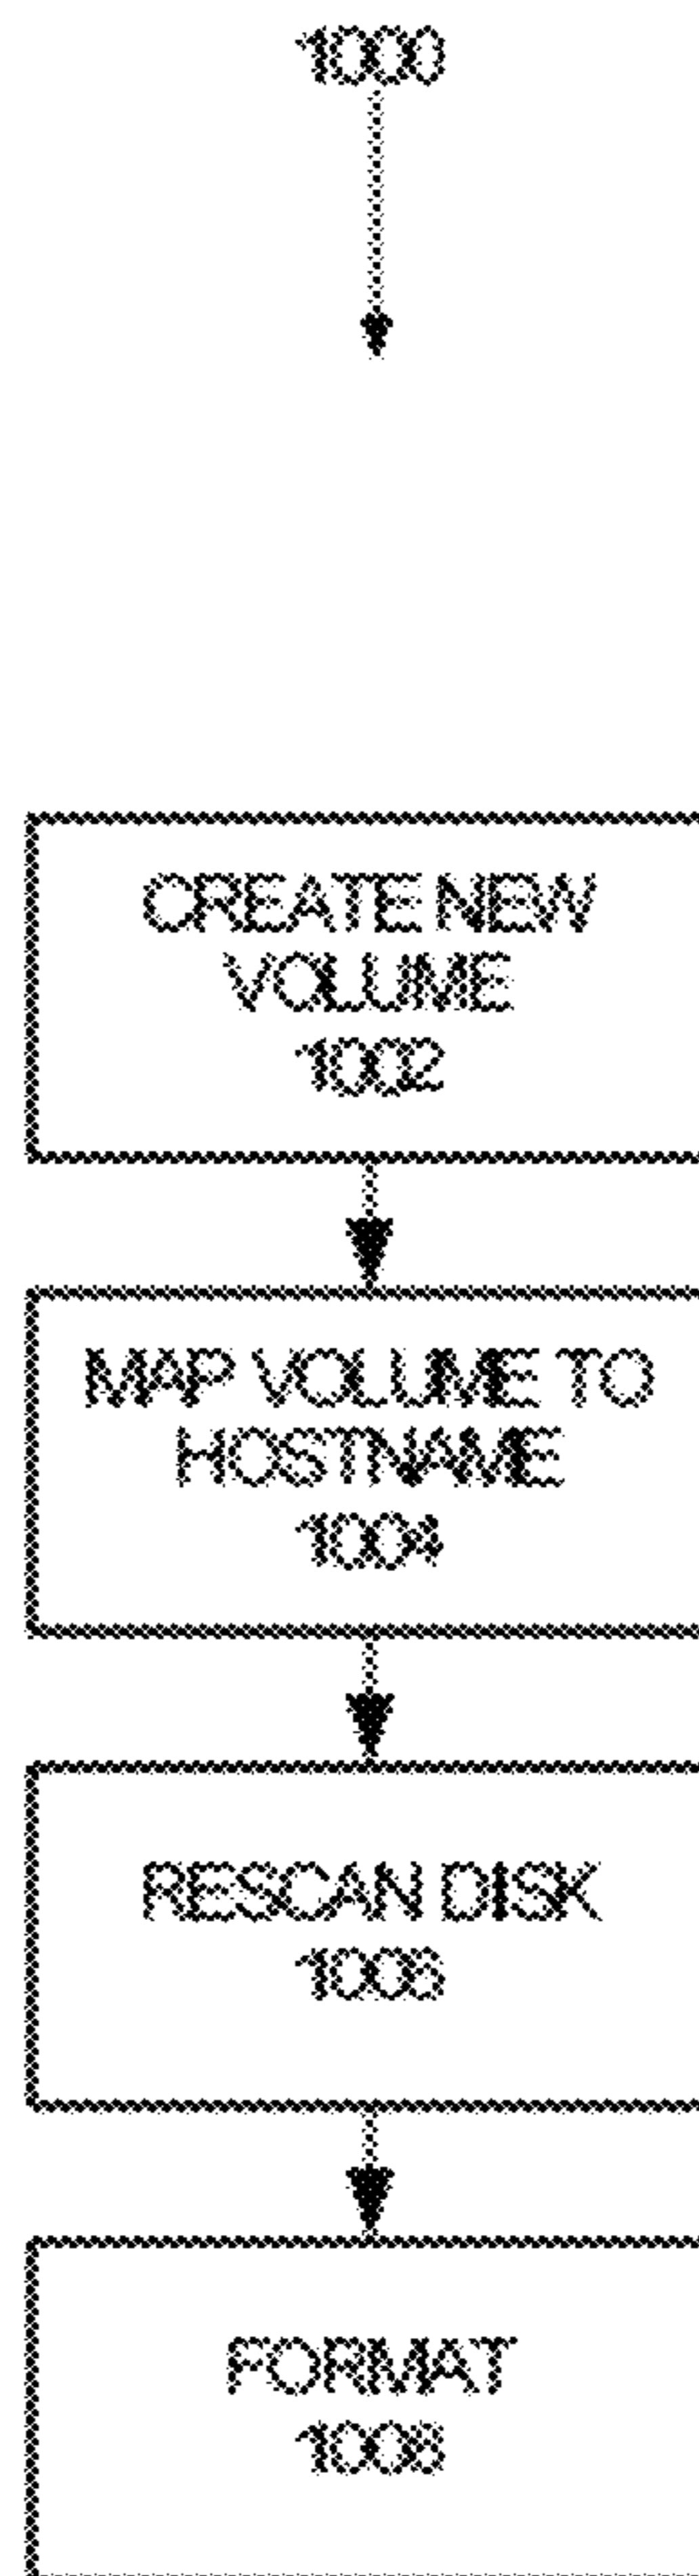 1000
CREATE NEW
VOLUME
1002
MAP VOLUME TO
HOSTNAME
1004
RESCAN DISK
1006
FORMAT
1008